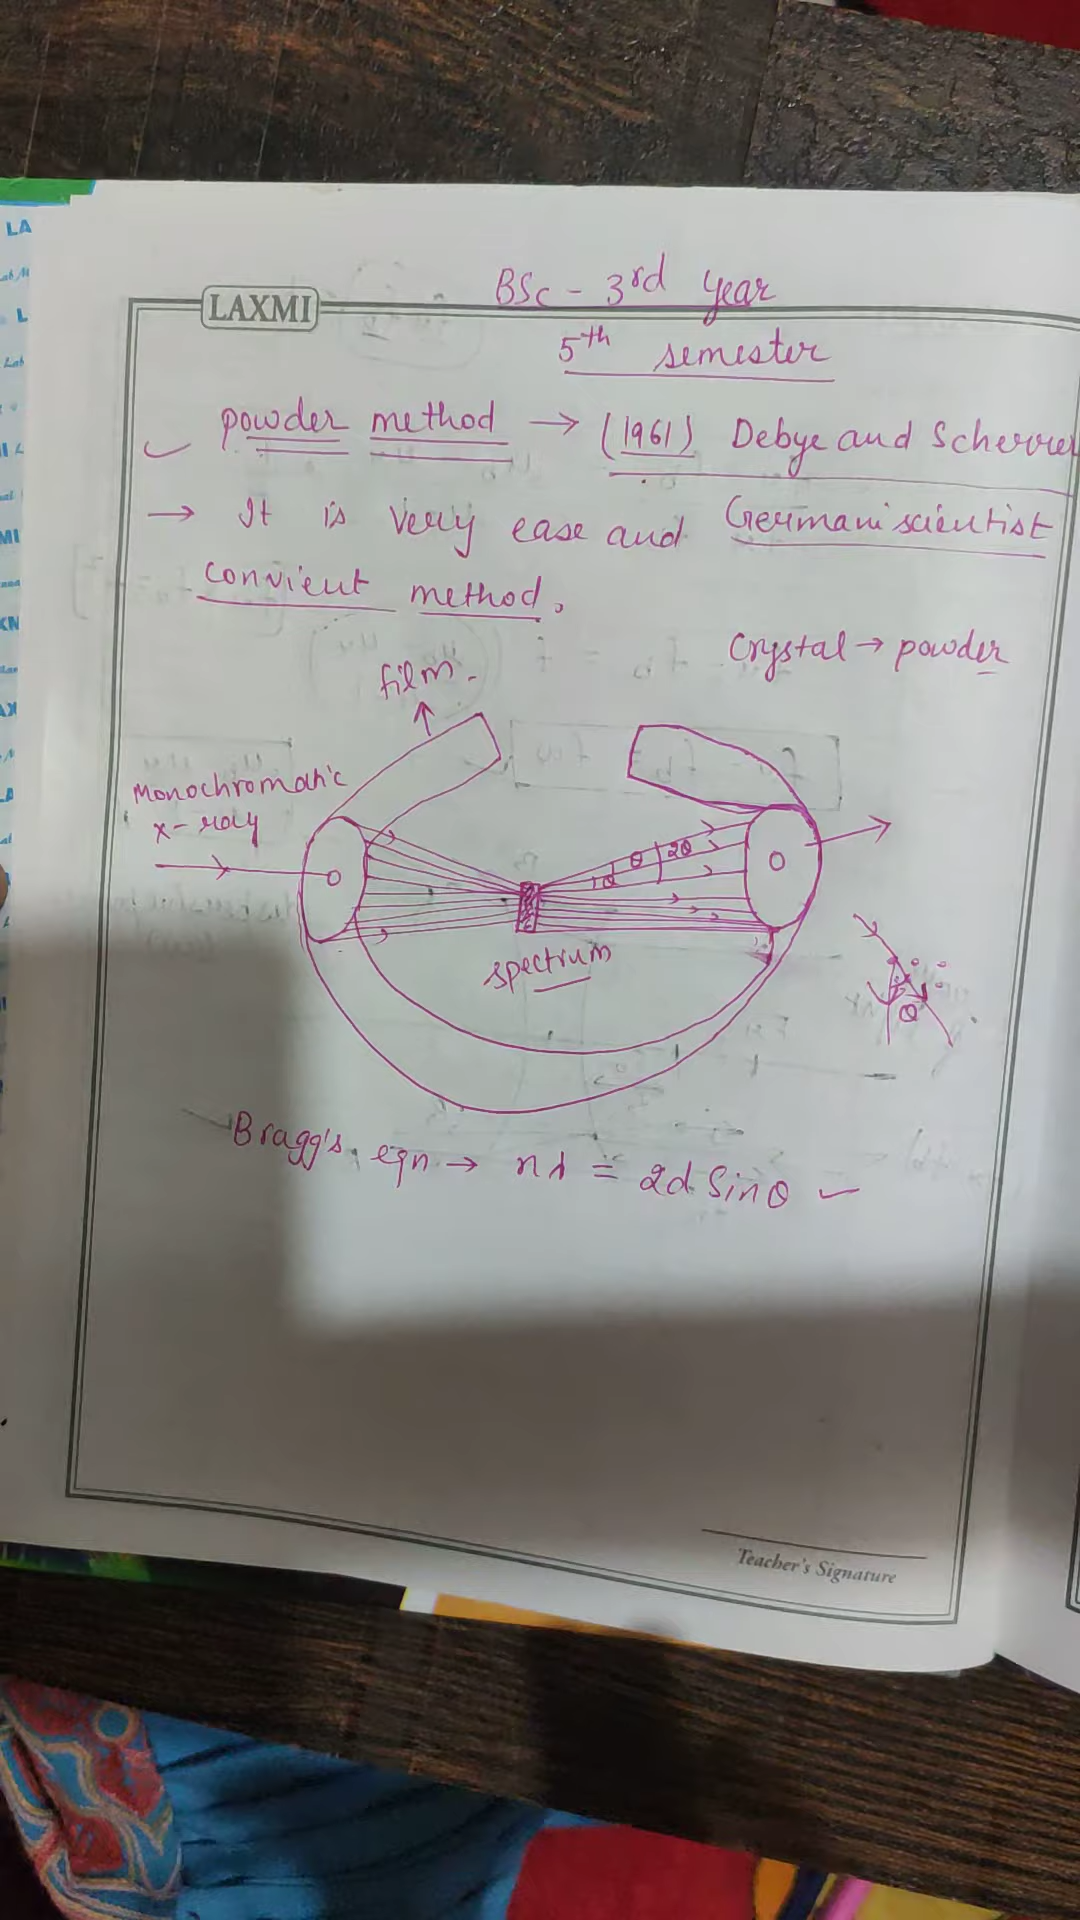 BSc - 3rd Year
LAXMI
5th semester
powder method → (1961) Debye and Scherrer
→ It is very ease and Germani scientist
convient method.
Crystal → powder
film.
Monochromatic
x-ray
θ 2θ
θ
spectrum
θ
Bragg's eqn. → nλ = 2d Sinθ
Teacher's Signature